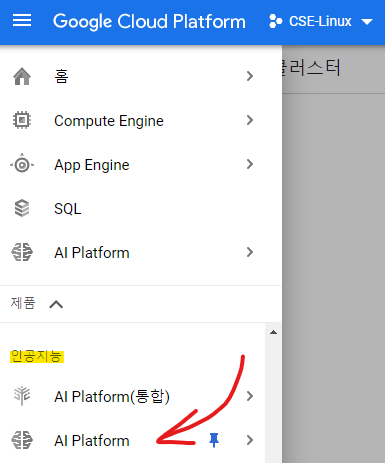 Google Cloud Platform CSE-Linux
클러스터
홈
Compute Engine
App Engine
SQL
AI Platform
제품
인공지능
AI Platform(통합)
AI Platform